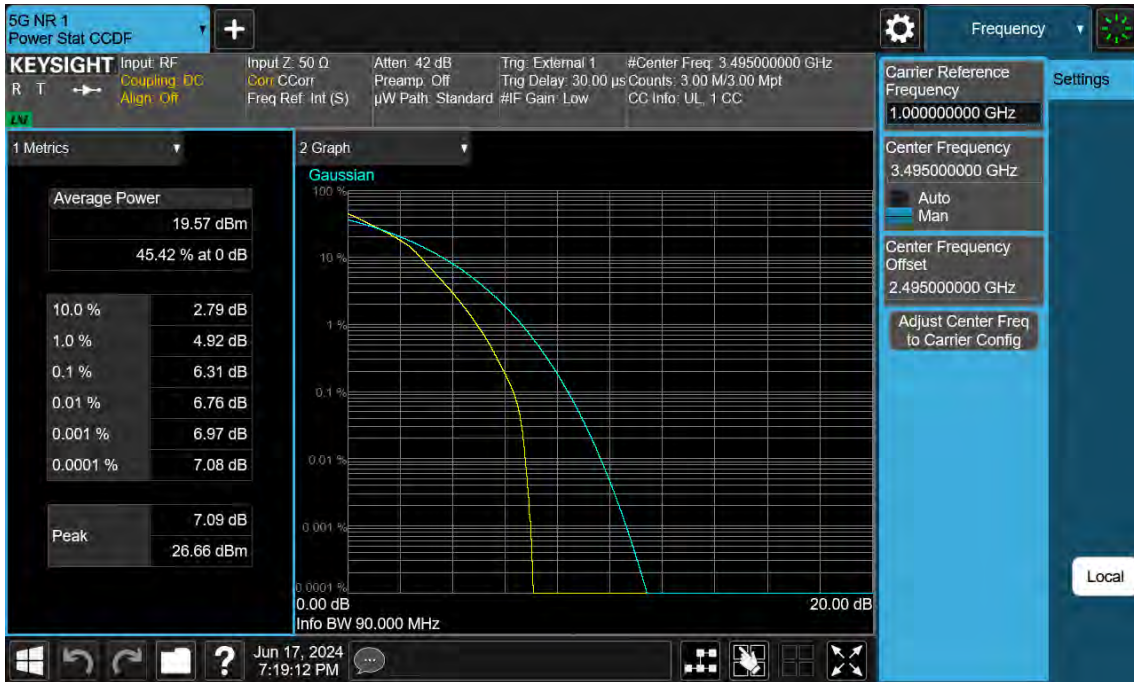 5G NR 1
Power Stat CCDF
+
Frequency
KEYSIGHT
R T
LNI
Input: RF
Coupling: DC
Align: Off
Input Z: 50 Ω
Corr CCorr
Freq Ref: Int (S)
Atten: 42 dB
Preamp: Off
µW Path: Standard
Trig: External 1
Trig Delay: 30.00 µs
#IF Gain: Low
#Center Freq: 3.495000000 GHz
Counts: 3.00 M/3.00 Mpt
CC Info: UL, 1 CC
1 Metrics
Average Power
19.57 dBm
45.42 % at 0 dB
10.0 % 2.79 dB
1.0 % 4.92 dB
0.1 % 6.31 dB
0.01 % 6.76 dB
0.001 % 6.97 dB
0.0001 % 7.08 dB
Peak 7.09 dB
26.66 dBm
2 Graph
Gaussian
100 %
10 %
1 %
0.1 %
0.01 %
0.001 %
0.0001 %
0.00 dB 20.00 dB
Info BW 90.000 MHz
Carrier Reference
Frequency
1.000000000 GHz
Center Frequency
3.495000000 GHz
Auto
Man
Center Frequency
Offset
2.495000000 GHz
Adjust Center Freq
to Carrier Config
Settings
Local
?
Jun 17, 2024
7:19:12 PM